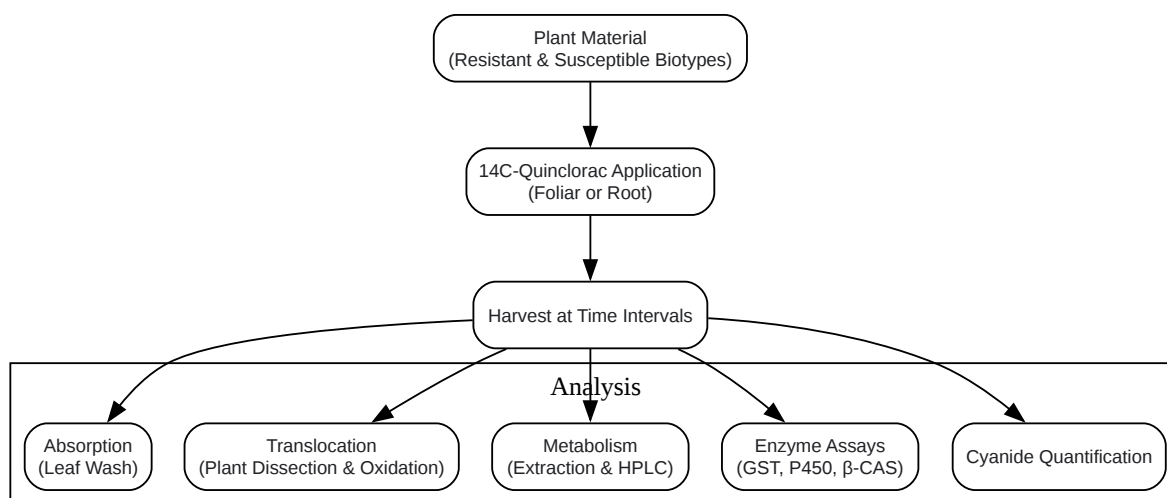 Plant Material
(Resistant & Susceptible Biotypes)
14C-Quinclorac Application
(Foliar or Root)
Harvest at Time Intervals
Analysis
Absorption
(Leaf Wash)
Translocation
(Plant Dissection & Oxidation)
Metabolism
(Extraction & HPLC)
Enzyme Assays
(GST, P450, β-CAS)
Cyanide Quantification